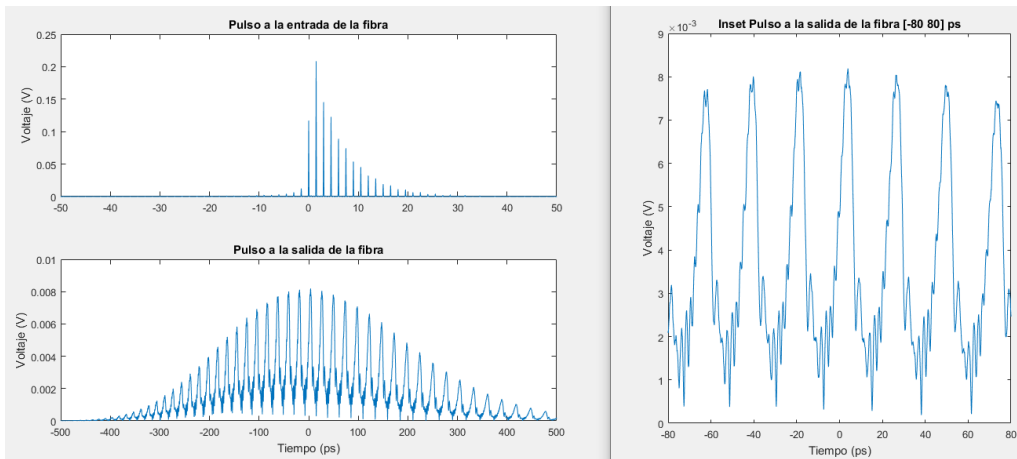 Pulso a la entrada de la fibra
0.25
0.2
0.15
0.1
0.05
0
Voltaje (V)
-50 -40 -30 -20 -10 0 10 20 30 40 50
Pulso a la salida de la fibra
0.01
0.008
0.006
0.004
0.002
0
Voltaje (V)
-500 -400 -300 -200 -100 0 100 200 300 400 500
Tiempo (ps)
Inset Pulso a la salida de la fibra [-80 80] ps
×10-3
9
8
7
6
5
4
3
2
1
0
Voltaje (V)
-80 -60 -40 -20 0 20 40 60 80
Tiempo (ps)